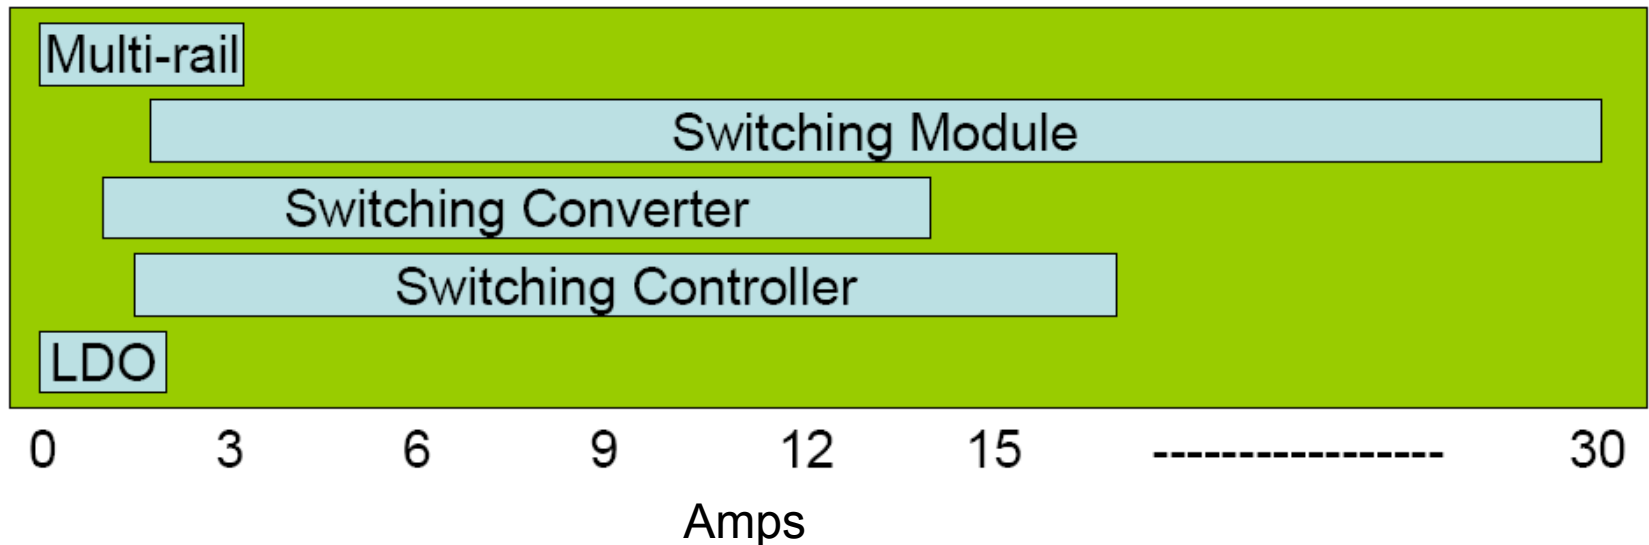 Multi-rail
Switching Module
Switching Converter
Switching Controller
LDO
0 3 6 9 12 15 ----------------- 30
Amps